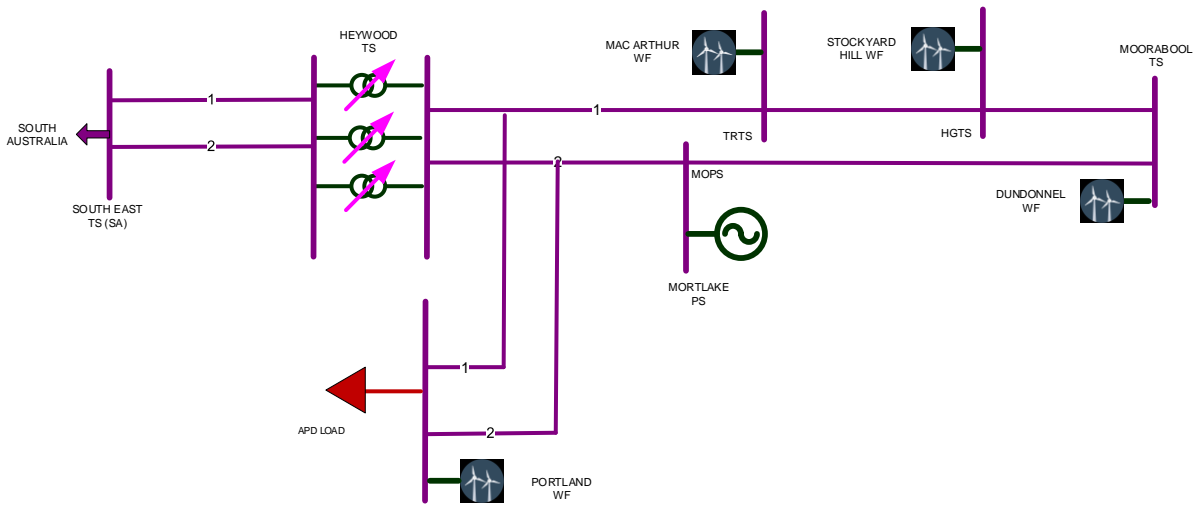 HEYWOOD
TS
MAC ARTHUR
WF
STOCKYARD
HILL WF
MOORABOOL
TS
1
1
SOUTH
AUSTRALIA
2
TRTS
HGTS
2
MOPS
SOUTH EAST
TS (SA)
DUNDONNEL
WF
MORTLAKE
PS
1
APD LOAD
2
PORTLAND
WF